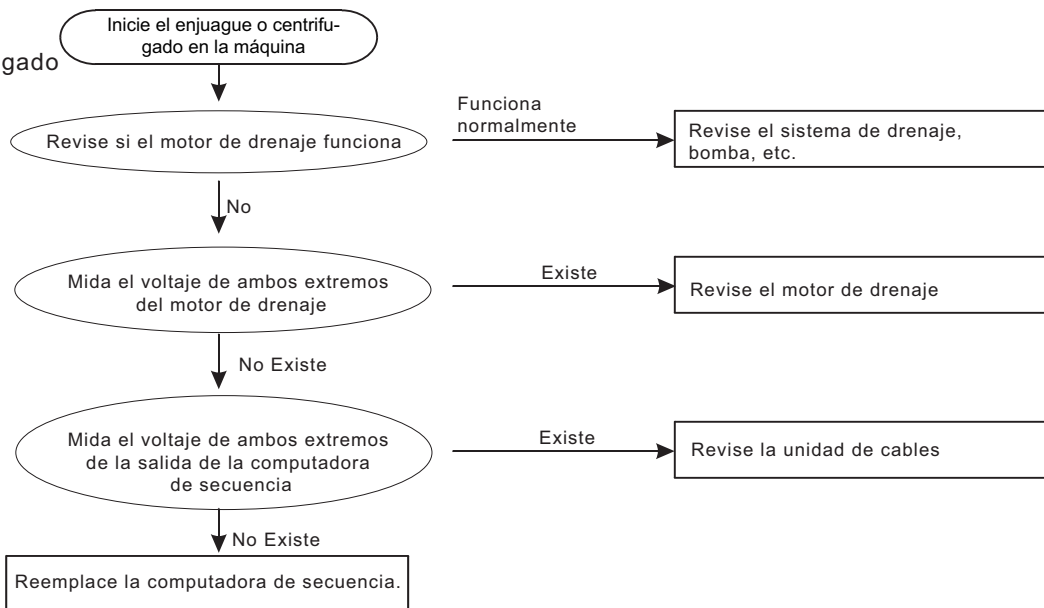 Inicie el enjuague o centrifu-
gado en la máquina
gado
Revise si el motor de drenaje funciona
Funciona
normalmente
Revise el sistema de drenaje,
bomba, etc.
No
Mida el voltaje de ambos extremos
del motor de drenaje
Existe
Revise el motor de drenaje
No Existe
Mida el voltaje de ambos extremos
de la salida de la computadora
de secuencia
Existe
Revise la unidad de cables
No Existe
Reemplace la computadora de secuencia.